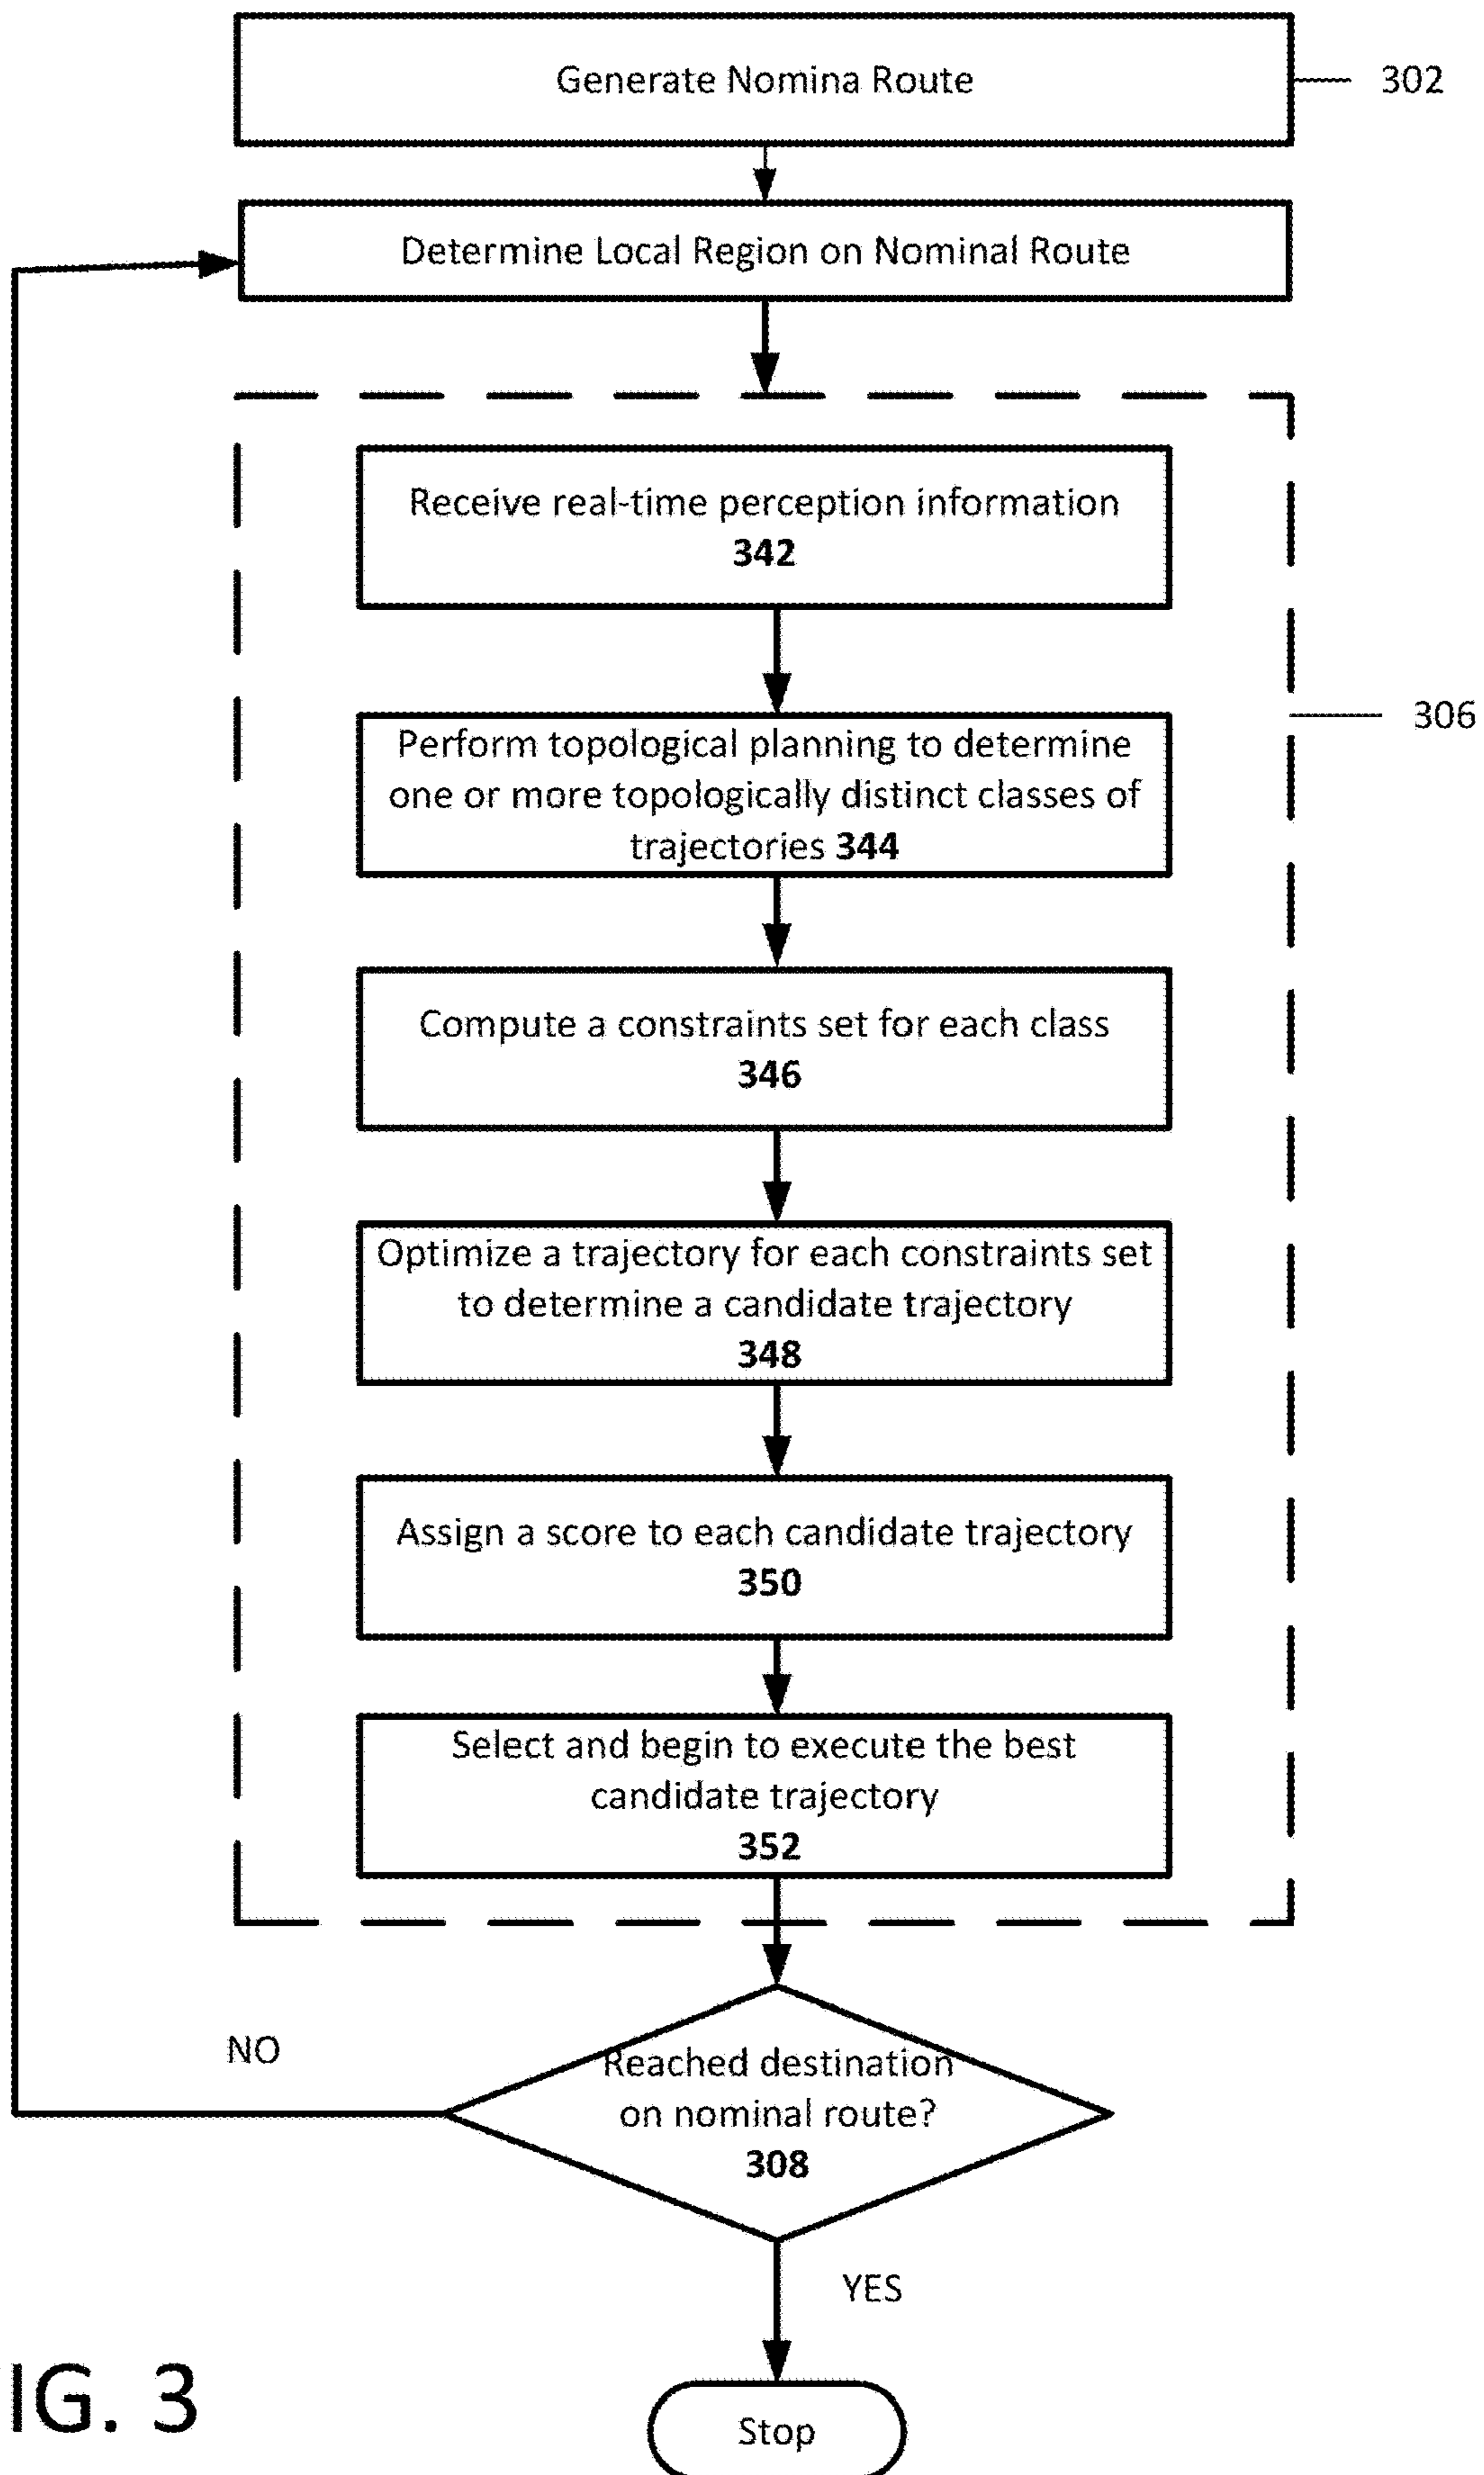 Generate Nomina Route
302
Determine Local Region on Nominal Route
Receive real-time perception information
342
306
Perform topological planning to determine
one or more topologically distinct classes of
trajectories 344
Compute a constraints set for each class
346
Optimize a trajectory for each constraints set
to determine a candidate trajectory
348
Assign a score to each candidate trajectory
350
Select and begin to execute the best
candidate trajectory
352
NO
Reached destination
on nominal route?
308
YES
Stop
IG. 3